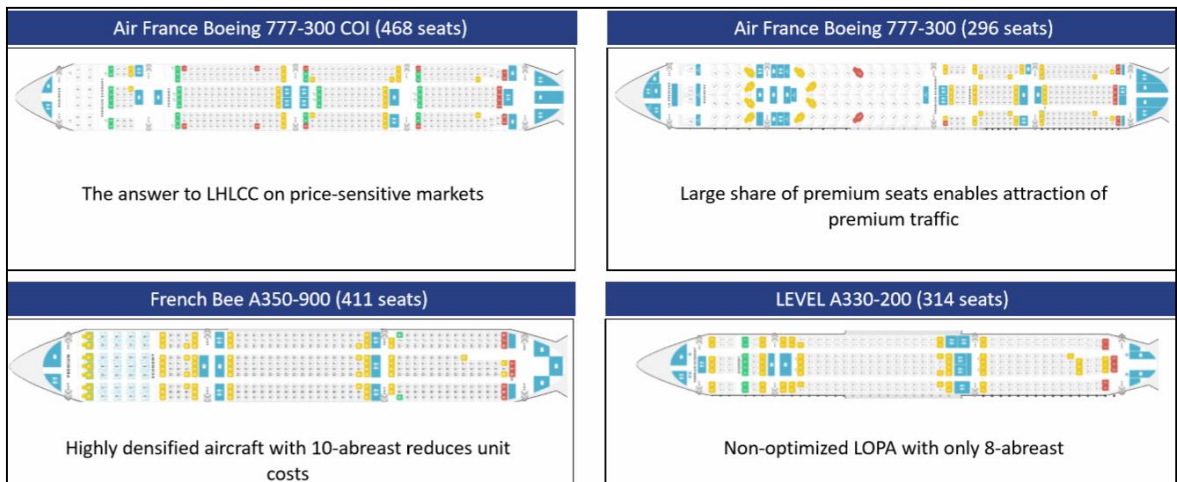 Air France Boeing 777-300 COI (468 seats)
The answer to LHLCC on price-sensitive markets
Air France Boeing 777-300 (296 seats)
Large share of premium seats enables attraction of
premium traffic
French Bee A350-900 (411 seats)
Highly densified aircraft with 10-abreast reduces unit
costs
LEVEL A330-200 (314 seats)
Non-optimized LOPA with only 8-abreast